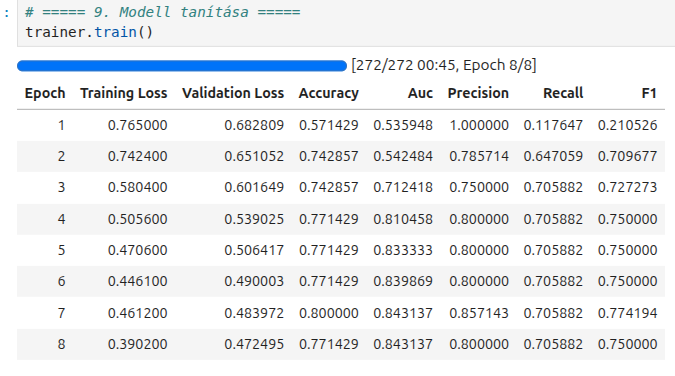 : # ===== 9. Modell tanítása =====
trainer.train()
[272/272 00:45, Epoch 8/8]
Epoch Training Loss Validation Loss Accuracy Auc Precision Recall F1
1 0.765000 0.682809 0.571429 0.535948 1.000000 0.117647 0.210526
2 0.742400 0.651052 0.742857 0.542484 0.785714 0.647059 0.709677
3 0.580400 0.601649 0.742857 0.712418 0.750000 0.705882 0.727273
4 0.505600 0.539025 0.771429 0.810458 0.800000 0.705882 0.750000
5 0.470600 0.506417 0.771429 0.833333 0.800000 0.705882 0.750000
6 0.446100 0.490003 0.771429 0.839869 0.800000 0.705882 0.750000
7 0.461200 0.483972 0.800000 0.843137 0.857143 0.705882 0.774194
8 0.390200 0.472495 0.771429 0.843137 0.800000 0.705882 0.750000